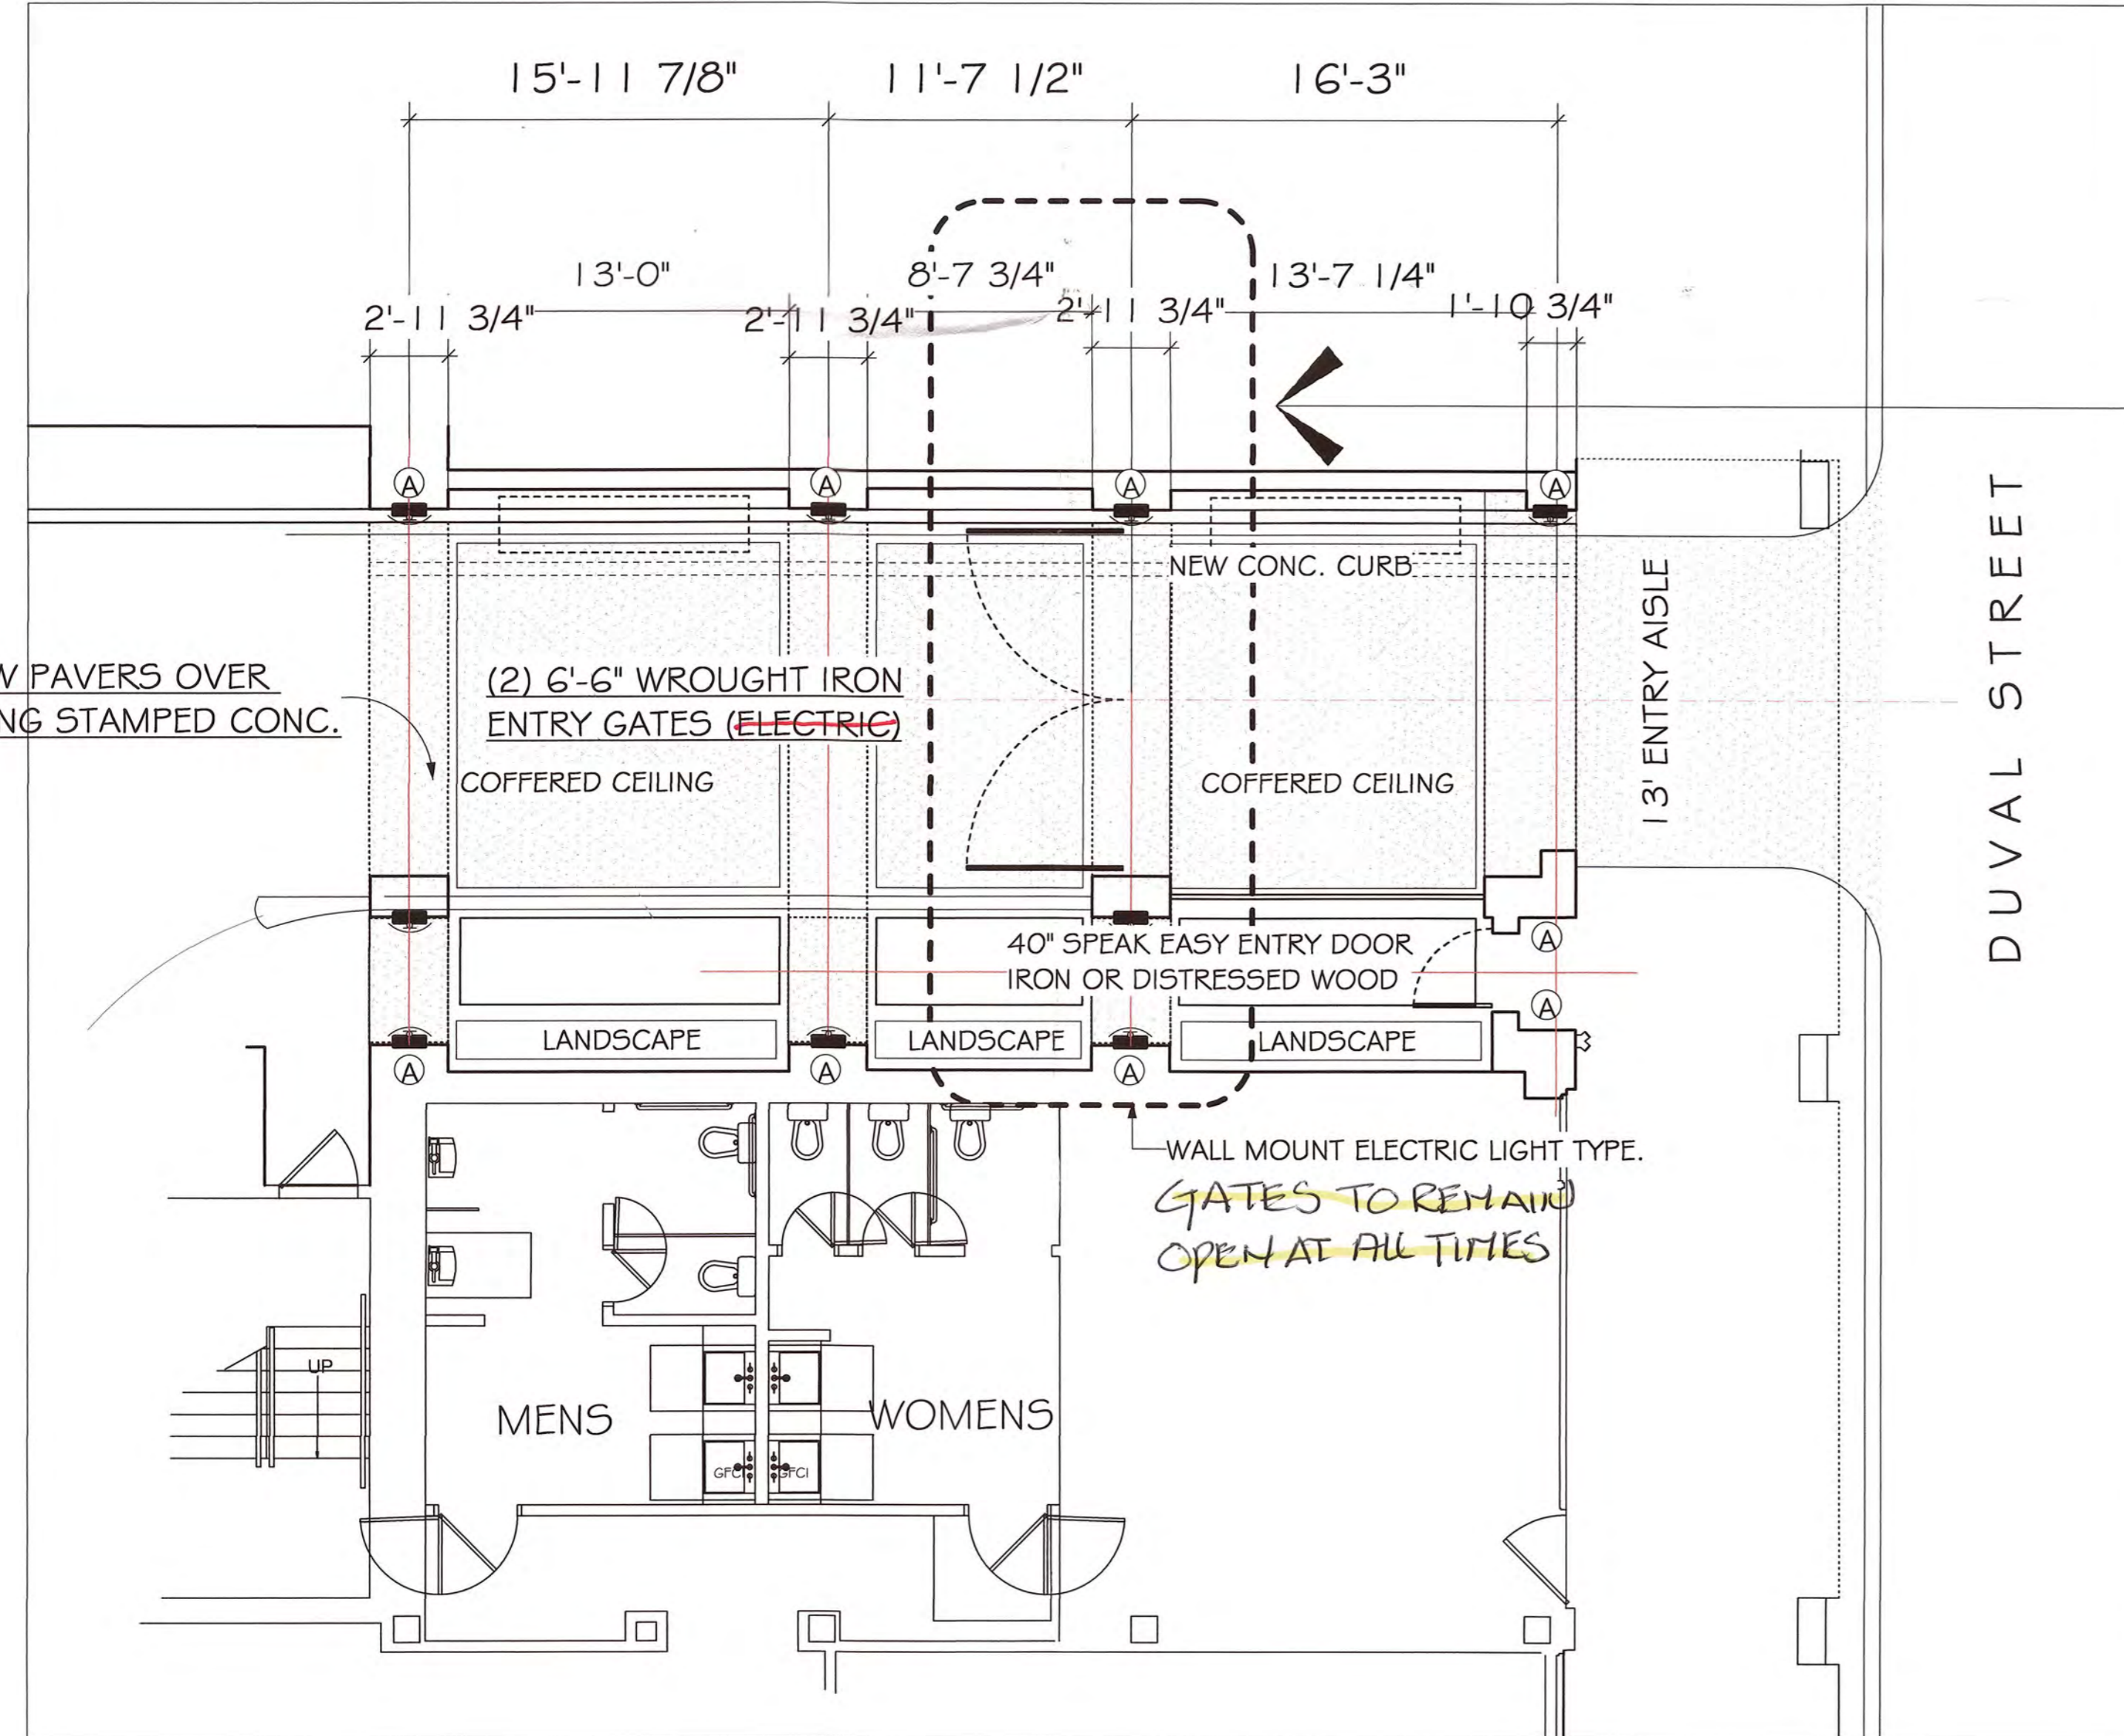 15'-11 7/8"
11'-7 1/2"
16'-3"
13'-0"
8'-7 3/4"
13'-7 1/4"
2'-11 3/4"
2'-11 3/4"
2'-11 3/4"
1'-10 3/4"
A
A
A
A
NEW CONC. CURB
13' ENTRY AISLE
DUVAL STREET
W PAVERS OVER
NG STAMPED CONC.
(2) 6'-6" WROUGHT IRON
ENTRY GATES (ELECTRIC)
COFFERED CEILING
COFFERED CEILING
40" SPEAK EASY ENTRY DOOR
IRON OR DISTRESSED WOOD
A
A
LANDSCAPE
LANDSCAPE
LANDSCAPE
A
A
A
WALL MOUNT ELECTRIC LIGHT TYPE.
GATES TO REMAIN
OPEN AT ALL TIMES
UP
MENS
WOMENS
GFCI
GFCI